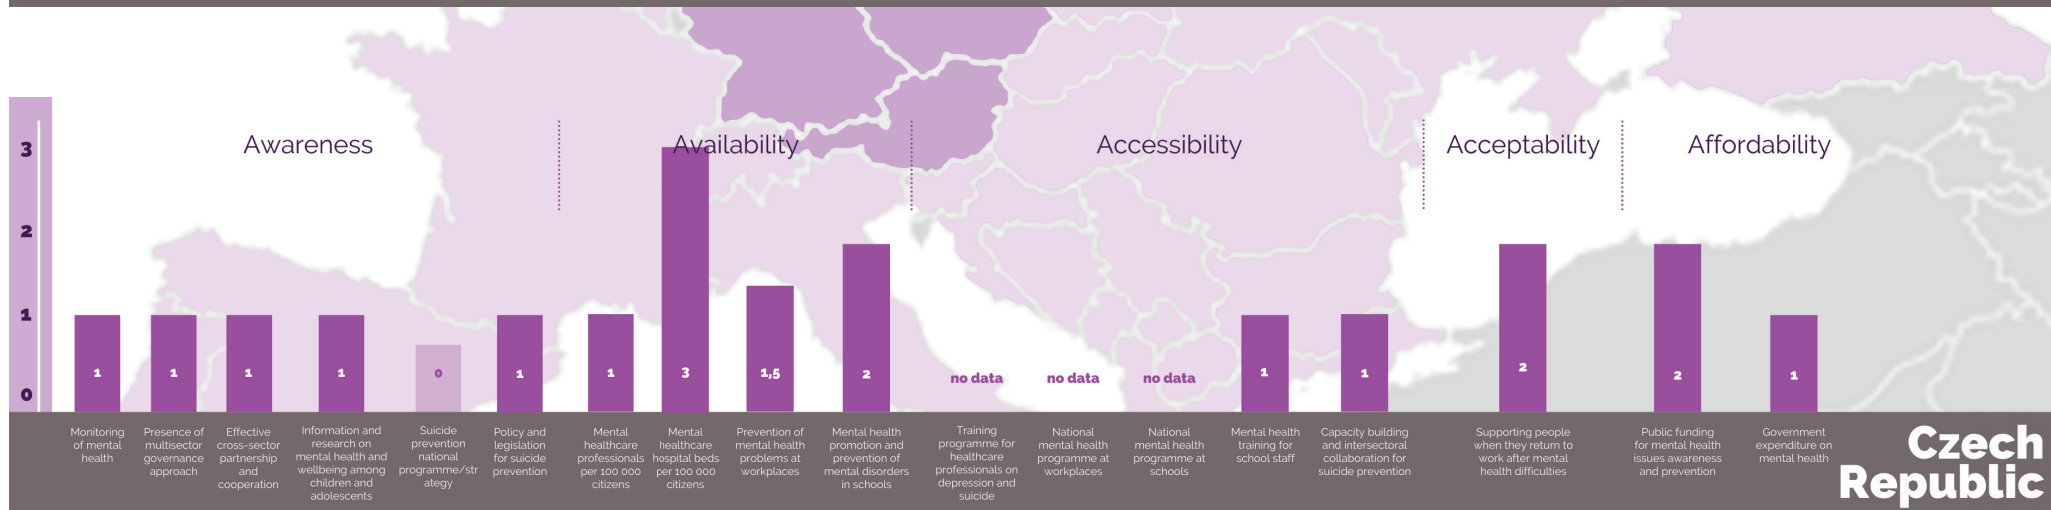 Awareness
Availability
Accessibility
Acceptability
Affordability
3
2
1
0
1
1
1
1
0
1
1
3
1,5
2
no data
no data
no data
1
1
2
2
1
Monitoring
of mental
health
Presence of
multisector
governance
approach
Effective
cross-sector
partnership
and
cooperation
Information and
research on
mental health and
wellbeing among
children and
adolescents
Suicide
prevention
national
programme/str
ategy
Policy and
legislation
for suicide
prevention
Mental
healthcare
professionals
per 100 000
citizens
Mental
healthcare
hospital beds
per 100 000
citizens
Prevention of
mental health
problems at
workplaces
Mental health
promotion and
prevention of
mental disorders
in schools
Training
programme for
healthcare
professionals on
depression and
suicide
National
mental health
programme at
workplaces
National
mental health
programme at
schools
Mental health
training for
school staff
Capacity building
and intersectoral
collaboration for
suicide prevention
Supporting people
when they return to
work after mental
health difficulties
Public funding
for mental health
issues awareness
and prevention
Government
expenditure on
mental health
Czech
Republic